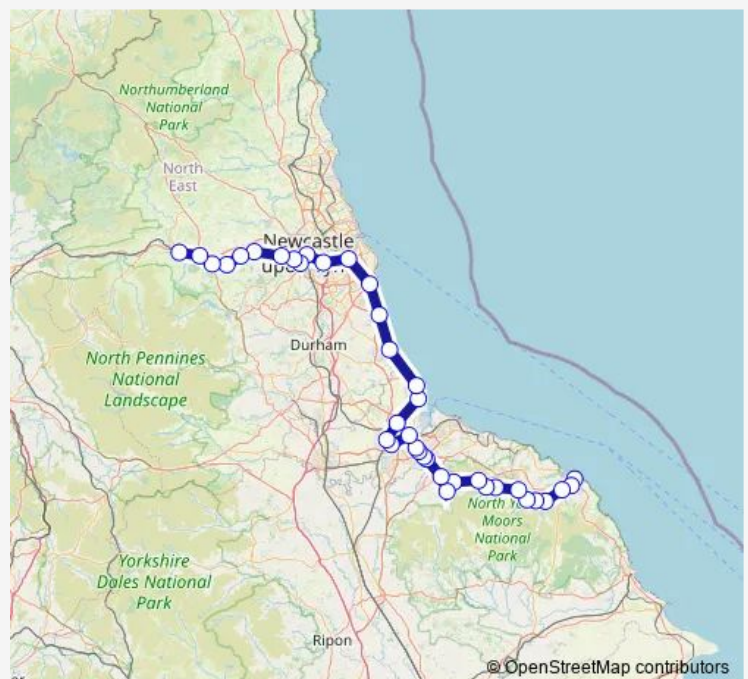 Northumberland
National
Park
North
East
Newcastle
Durham
North Pennines
National
Landscape
North Yo
Moors
National
Park
Yorkshire
Dales National
Park
Ripon
© OpenStreetMap contributors